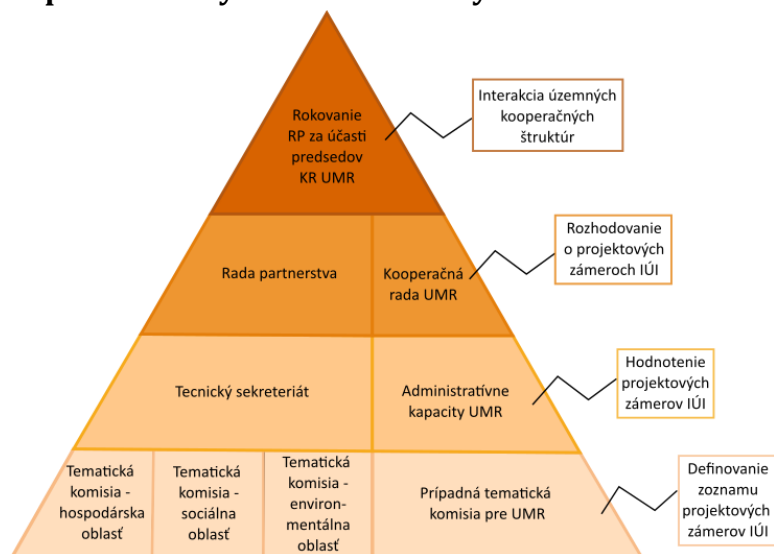 Rokovanie
RP za účasti
predsedov
KR UMR
Interakcia územných
kooperačných
štruktúr
Rada partnerstva
Kooperačná
rada UMR
Rozhodovanie
o projektových
zámeroch IÚI
Tecnický sekreteriát
Administratívne
kapacity UMR
Hodnotenie
projektových
zámerov IÚI
Tematická
komisia -
hospodárska
oblasť
Tematická
komisia -
sociálna
oblasť
Tematická
komisia -
environ-
mentálna
oblasť
Prípadná tematická
komisia pre UMR
Definovanie
zoznamu
projektových
zámerov IÚI